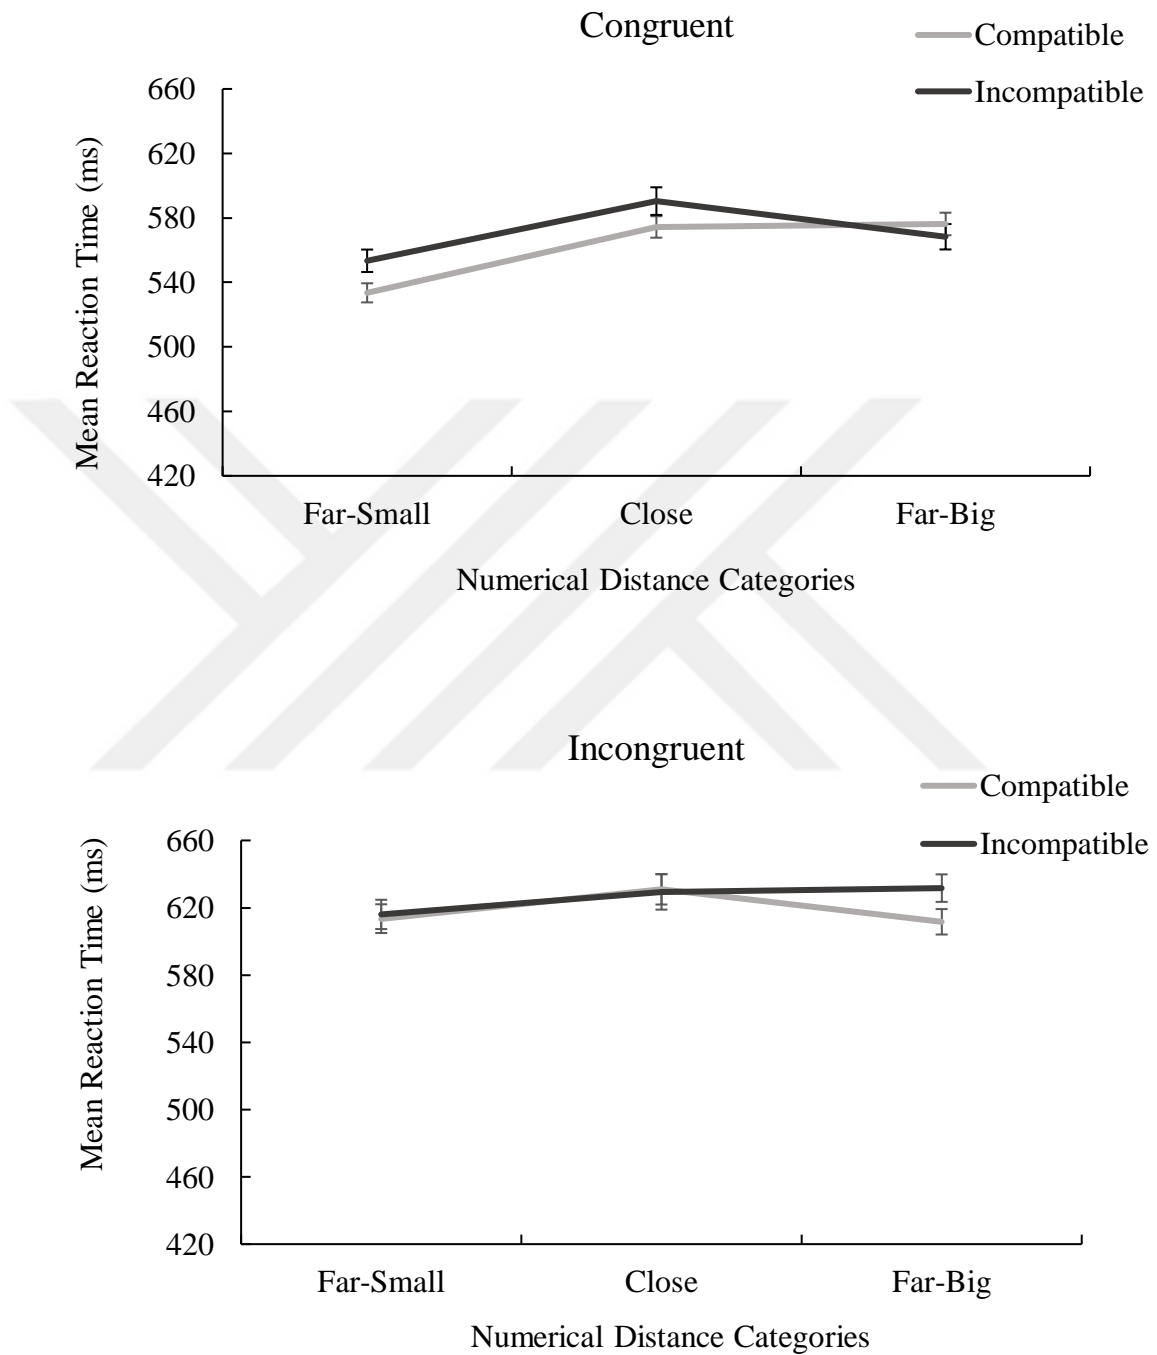 Congruent
Compatible
Incompatible
Mean Reaction Time (ms)
660
620
580
540
500
460
420
Far-Small Close Far-Big
Numerical Distance Categories
Incongruent
Compatible
Incompatible
Mean Reaction Time (ms)
660
620
580
540
500
460
420
Far-Small Close Far-Big
Numerical Distance Categories